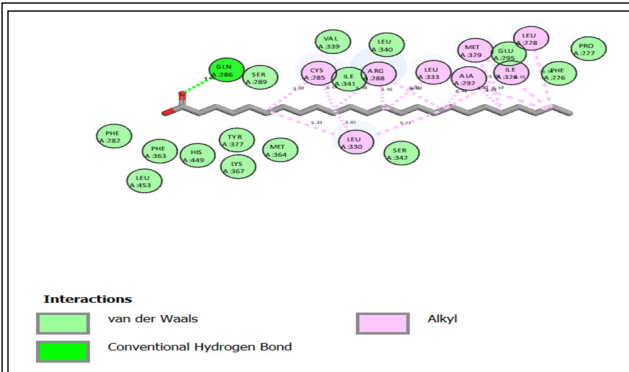 VAL
A:339
LEU
A:340
MET
A:329
LEU
A:228
PRO
A:227
GLU
A:295
GLN
A:286
SER
A:289
CYS
A:285
ILE
A:341
ARG
A:288
LEU
A:333
ALA
A:292
ILE
PHE
A:226
PHE
A:282
PHE
A:363
HIS
A:449
TYR
A:327
LYS
A:367
MET
A:364
LEU
A:330
SER
A:342
LEU
A:453
Interactions
van der Waals
Alkyl
Conventional Hydrogen Bond